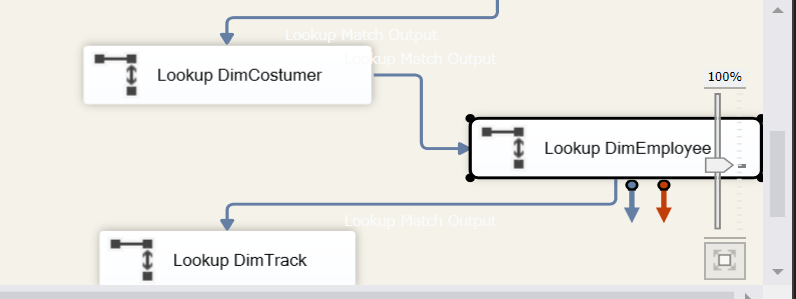 Lookup Match Output
Lookup Match Output
Lookup DimCostumer
100%
Lookup DimEmployee
Lookup Match Output
Lookup DimTrack